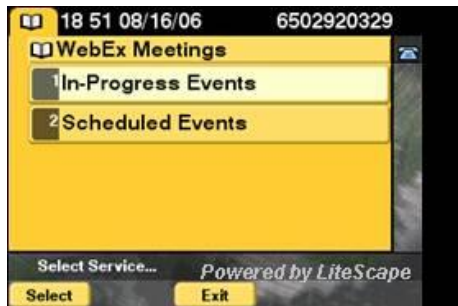 18 51 08/16/06 6502920329
WebEx Meetings
1 In-Progress Events
2 Scheduled Events
Select Service...
Powered by LiteScape
Select Exit